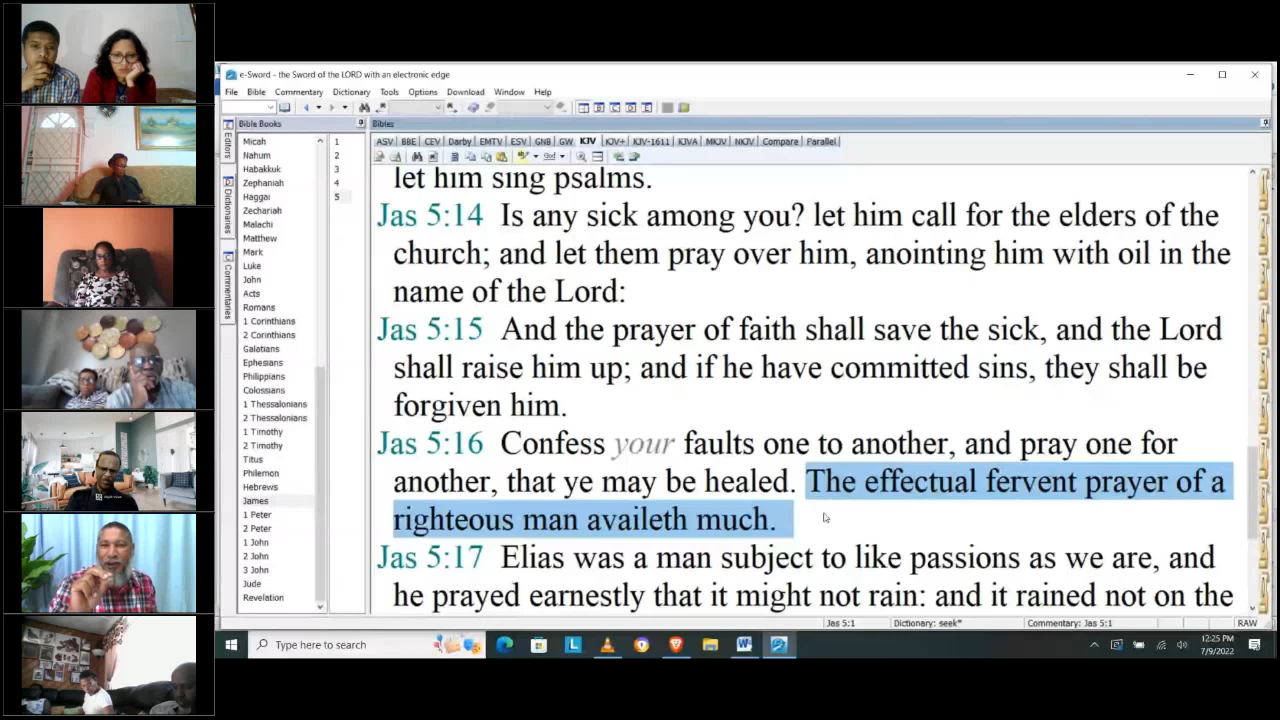 e-Sword - the Sword of the LORD with an electronic edge
File Bible Commentary Dictionary Tools Options Download Window Help
Bible Books
Bibles
Editors
Dictionaries
Commentaries
Micah
Nahum
Habakkuk
Zephaniah
Haggai
Zechariah
Malachi
Matthew
Mark
Luke
John
Acts
Romans
1 Corinthians
2 Corinthians
Galatians
Ephesians
Philippians
Colossians
1 Thessalonians
2 Thessalonians
1 Timothy
2 Timothy
Titus
Philemon
Hebrews
James
1 Peter
2 Peter
1 John
2 John
3 John
Jude
Revelation
1
2
3
4
5
ASV BBE CEV Darby EMTV ESV GNB GW KJV KJV+ KJV-1611 KJVA MKJV NKJV Compare Parallel
let him sing psalms.
Jas 5:14 Is any sick among you? let him call for the elders of the
church; and let them pray over him, anointing him with oil in the
name of the Lord:
Jas 5:15 And the prayer of faith shall save the sick, and the Lord
shall raise him up; and if he have committed sins, they shall be
forgiven him.
Jas 5:16 Confess your faults one to another, and pray one for
another, that ye may be healed. The effectual fervent prayer of a
righteous man availeth much.
Jas 5:17 Elias was a man subject to like passions as we are, and
he prayed earnestly that it might not rain: and it rained not on the
Jas 5:1 Dictionary: seek* Commentary: Jas 5:1 RAW
Type here to search
12:25 PM
7/9/2022